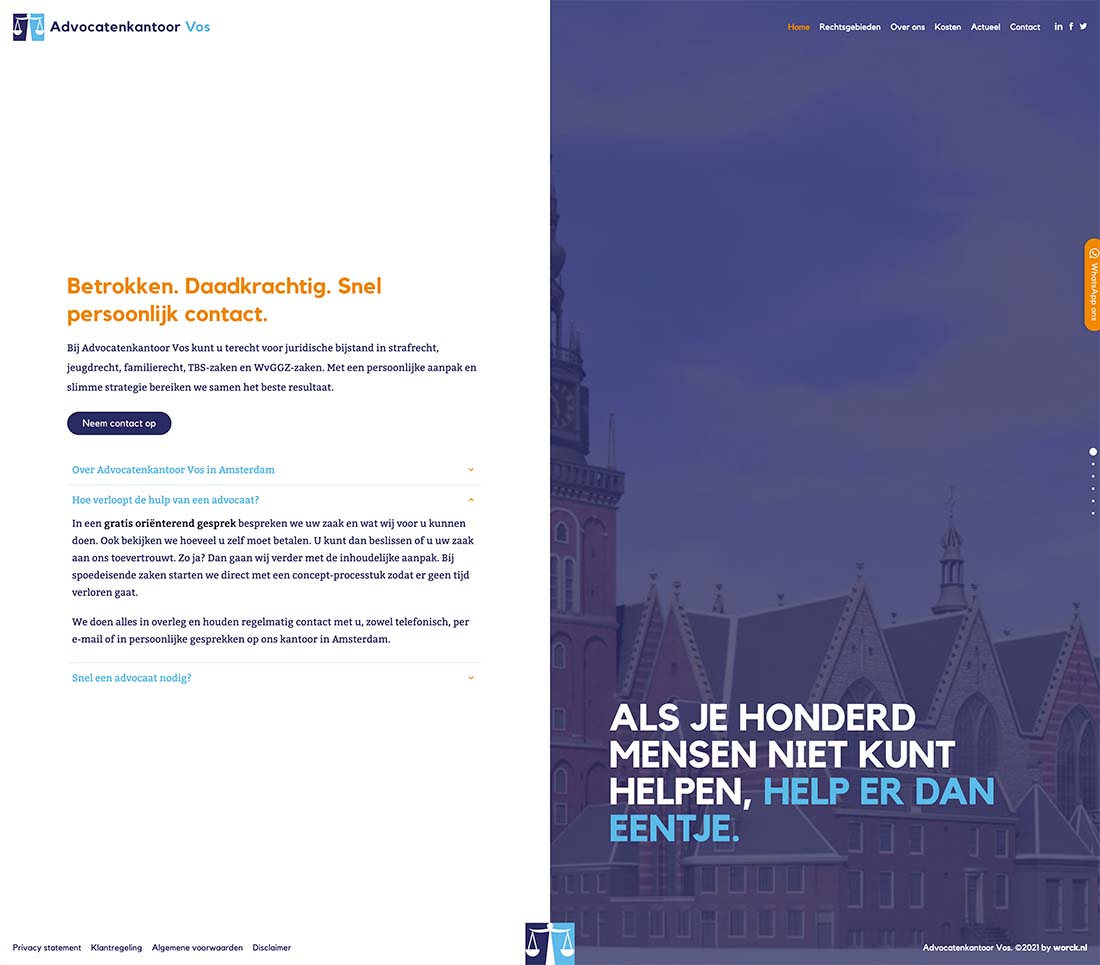 Advocatenkantoor Vos
Home Rechtsgebieden Over ons Kosten Actueel Contact in f
Betrokken. Daadkrachtig. Snel
persoonlijk contact.
Bij Advocatenkantoor Vos kunt u terecht voor juridische bijstand in strafrecht,
jeugdrecht, familierecht, TBS-zaken en WvGGZ-zaken. Met een persoonlijke aanpak en
slimme strategie bereiken we samen het beste resultaat.
Neem contact op
Over Advocatenkantoor Vos in Amsterdam
Hoe verloopt de hulp van een advocaat?
In een gratis oriënterend gesprek bespreken we uw zaak en wat wij voor u kunnen
doen. Ook bekijken we hoeveel u zelf moet betalen. U kunt dan beslissen of u uw zaak
aan ons toevertrouwt. Zo ja? Dan gaan wij verder met de inhoudelijke aanpak. Bij
spoedeisende zaken starten we direct met een concept-processtuk zodat er geen tijd
verloren gaat.
We doen alles in overleg en houden regelmatig contact met u, zowel telefonisch, per
e-mail of in persoonlijke gesprekken op ons kantoor in Amsterdam.
Snel een advocaat nodig?
WhatsApp ons
ALS JE HONDERD
MENSEN NIET KUNT
HELPEN, HELP ER DAN
EENTJE.
Privacy statement Klantregeling Algemene voorwaarden Disclaimer
Advocatenkantoor Vos. ©2021 by worck.nl